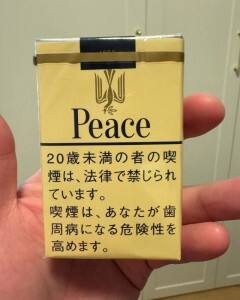 Peace
20歳未満の者の喫
煙は、法律で禁じられ
ています。
喫煙は、あなたが歯
周病になる危険性を
高めます。